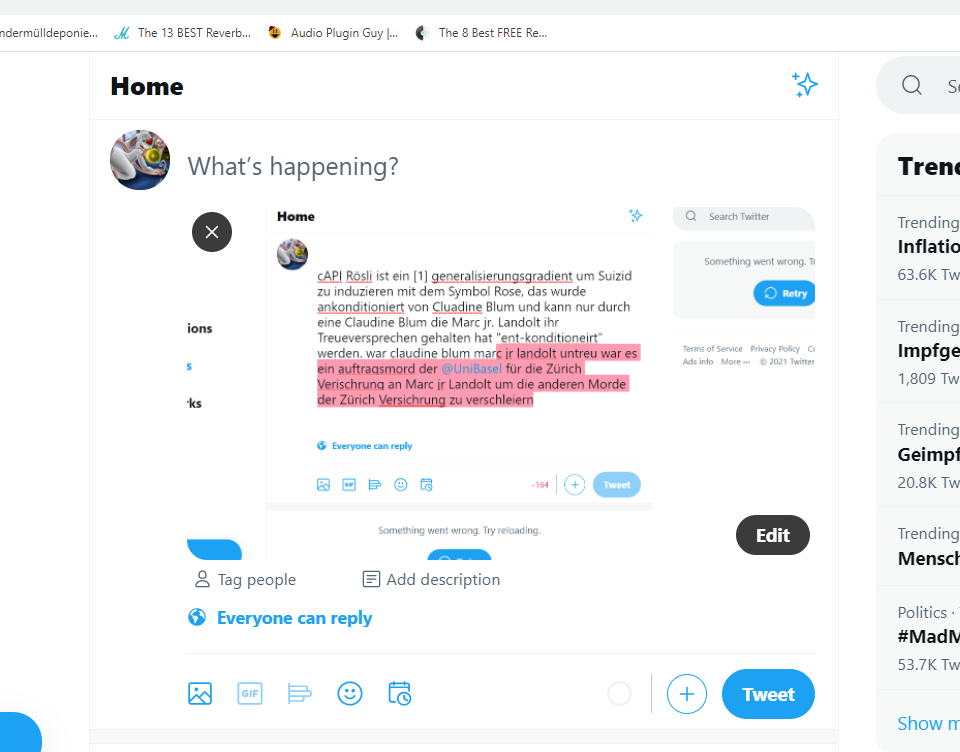 ndermülldeponie...
The 13 BEST Reverb...
Audio Plugin Guy |...
The 8 Best FREE Re...
Home
What's happening?
Home
Search Twitter
cAPI Rösli ist ein [1] generalisierungsgradient um Suizid
zu induzieren mit dem Symbol Rose, das wurde
ankonditioniert von Cluadine Blum und kann nur durch
eine Claudine Blum die Marc jr. Landolt ihr
Treueversprechen gehalten hat "ent-konditioneirt"
werden. war claudine blum marc jr landolt untreu war es
ein auftragsmord der @UniBasel für die Zürich
Verischrung an Marc jr Landolt um die anderen Morde
der Zürich Versichrung zu verschleiern
Everyone can reply
-164
Tweet
Something went wrong. Try reloading.
Something went wrong. Tr
Retry
Terms of Service Privacy Policy Co
Ads info More ··· © 2021 Twitter
ions
s
rks
Edit
Tag people
Add description
Everyone can reply
GIF
Tweet
Se
Trend
Trending
Inflatio
63.6K Tw
Trending
Impfge
1,809 Tw
Trending
Geimpf
20.8K Tw
Trending
Mensch
Politics ·
#MadM
53.7K Tw
Show m